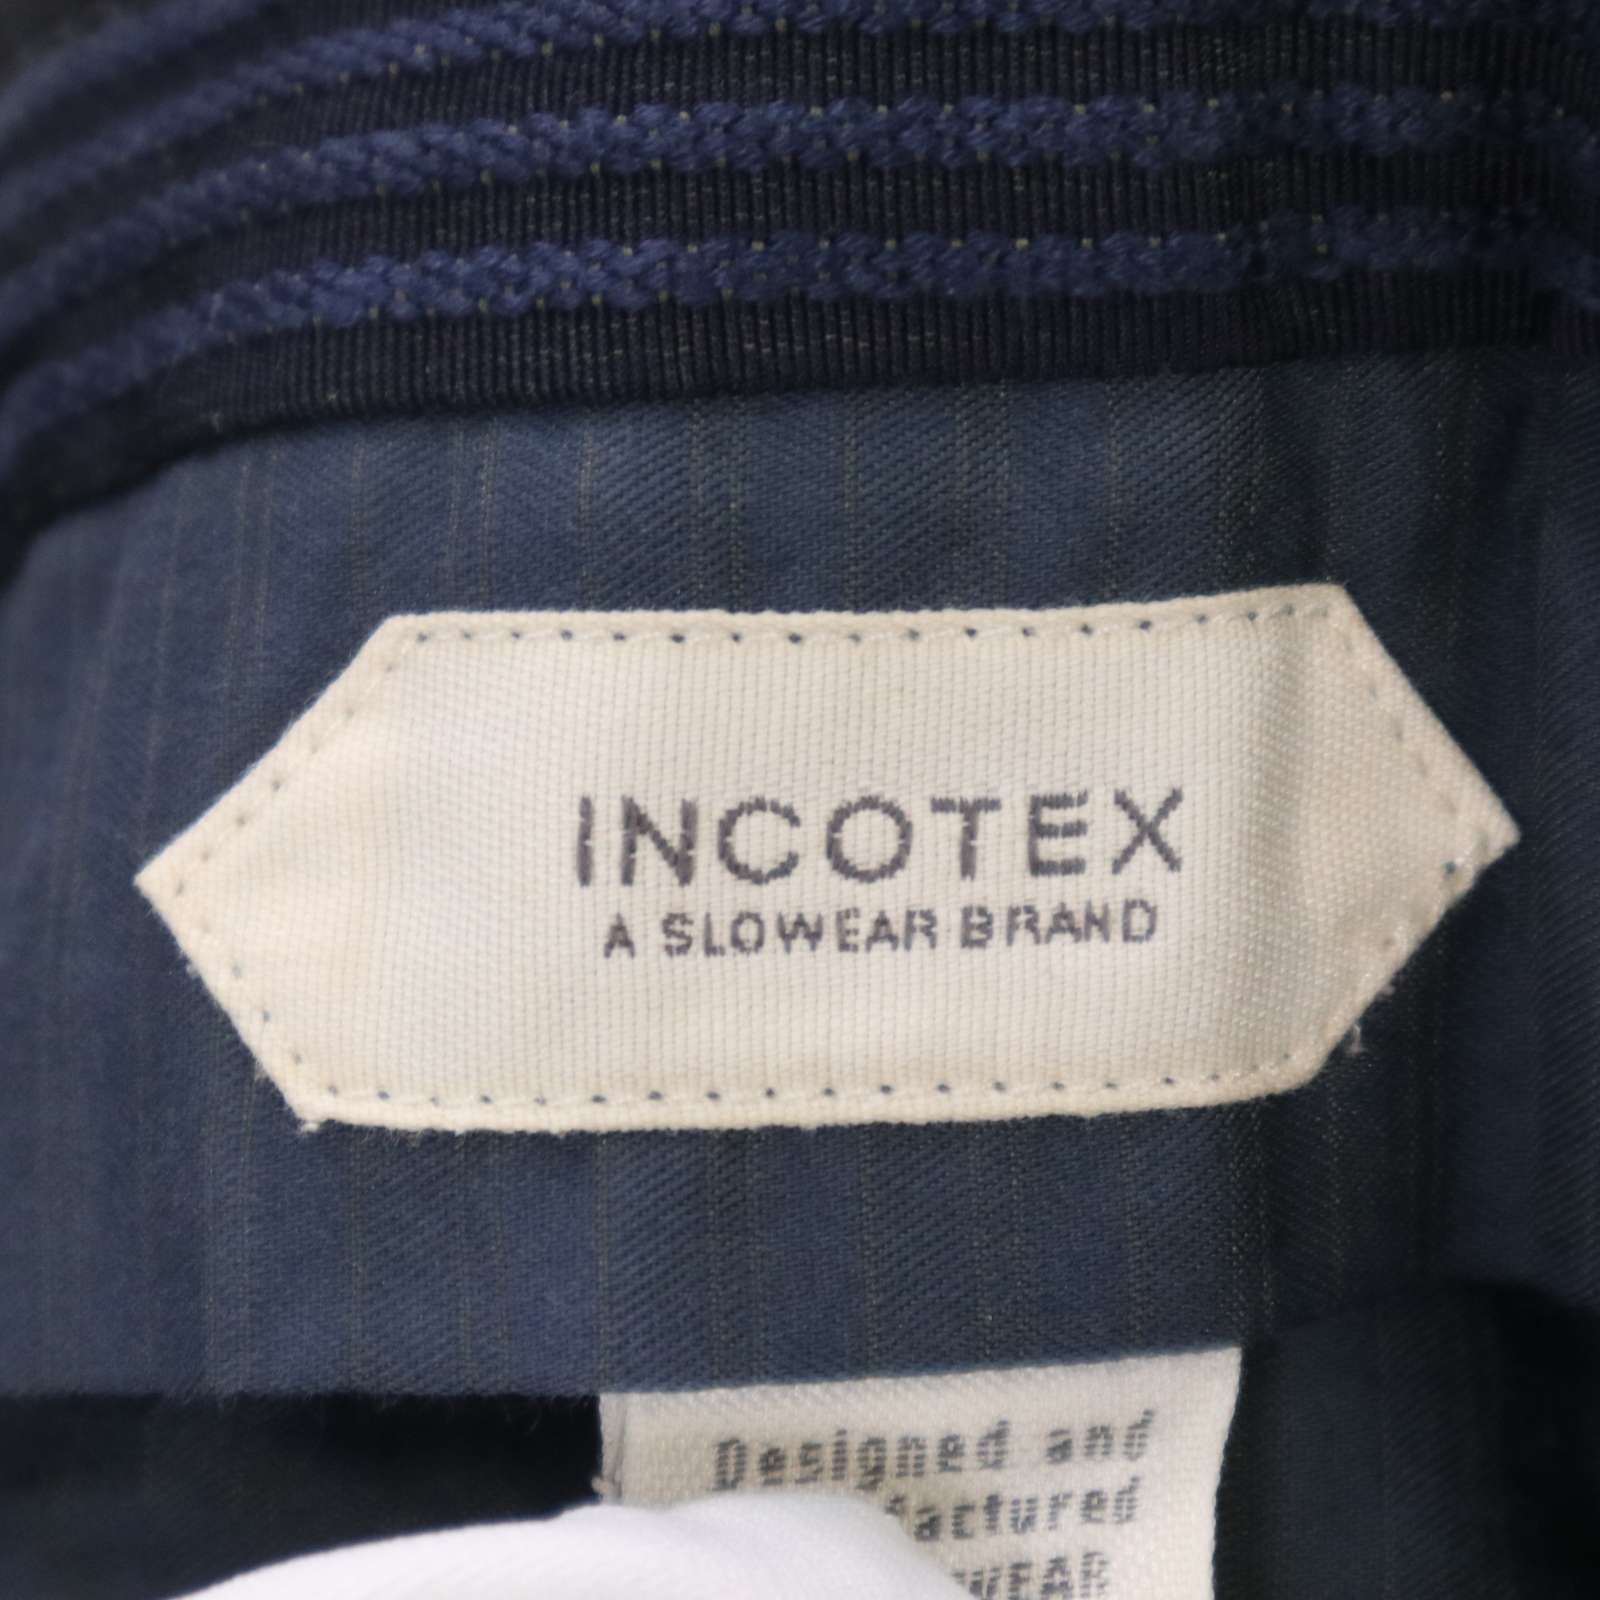 INCOTEX
A SLOWEAR BRAND
Designed and